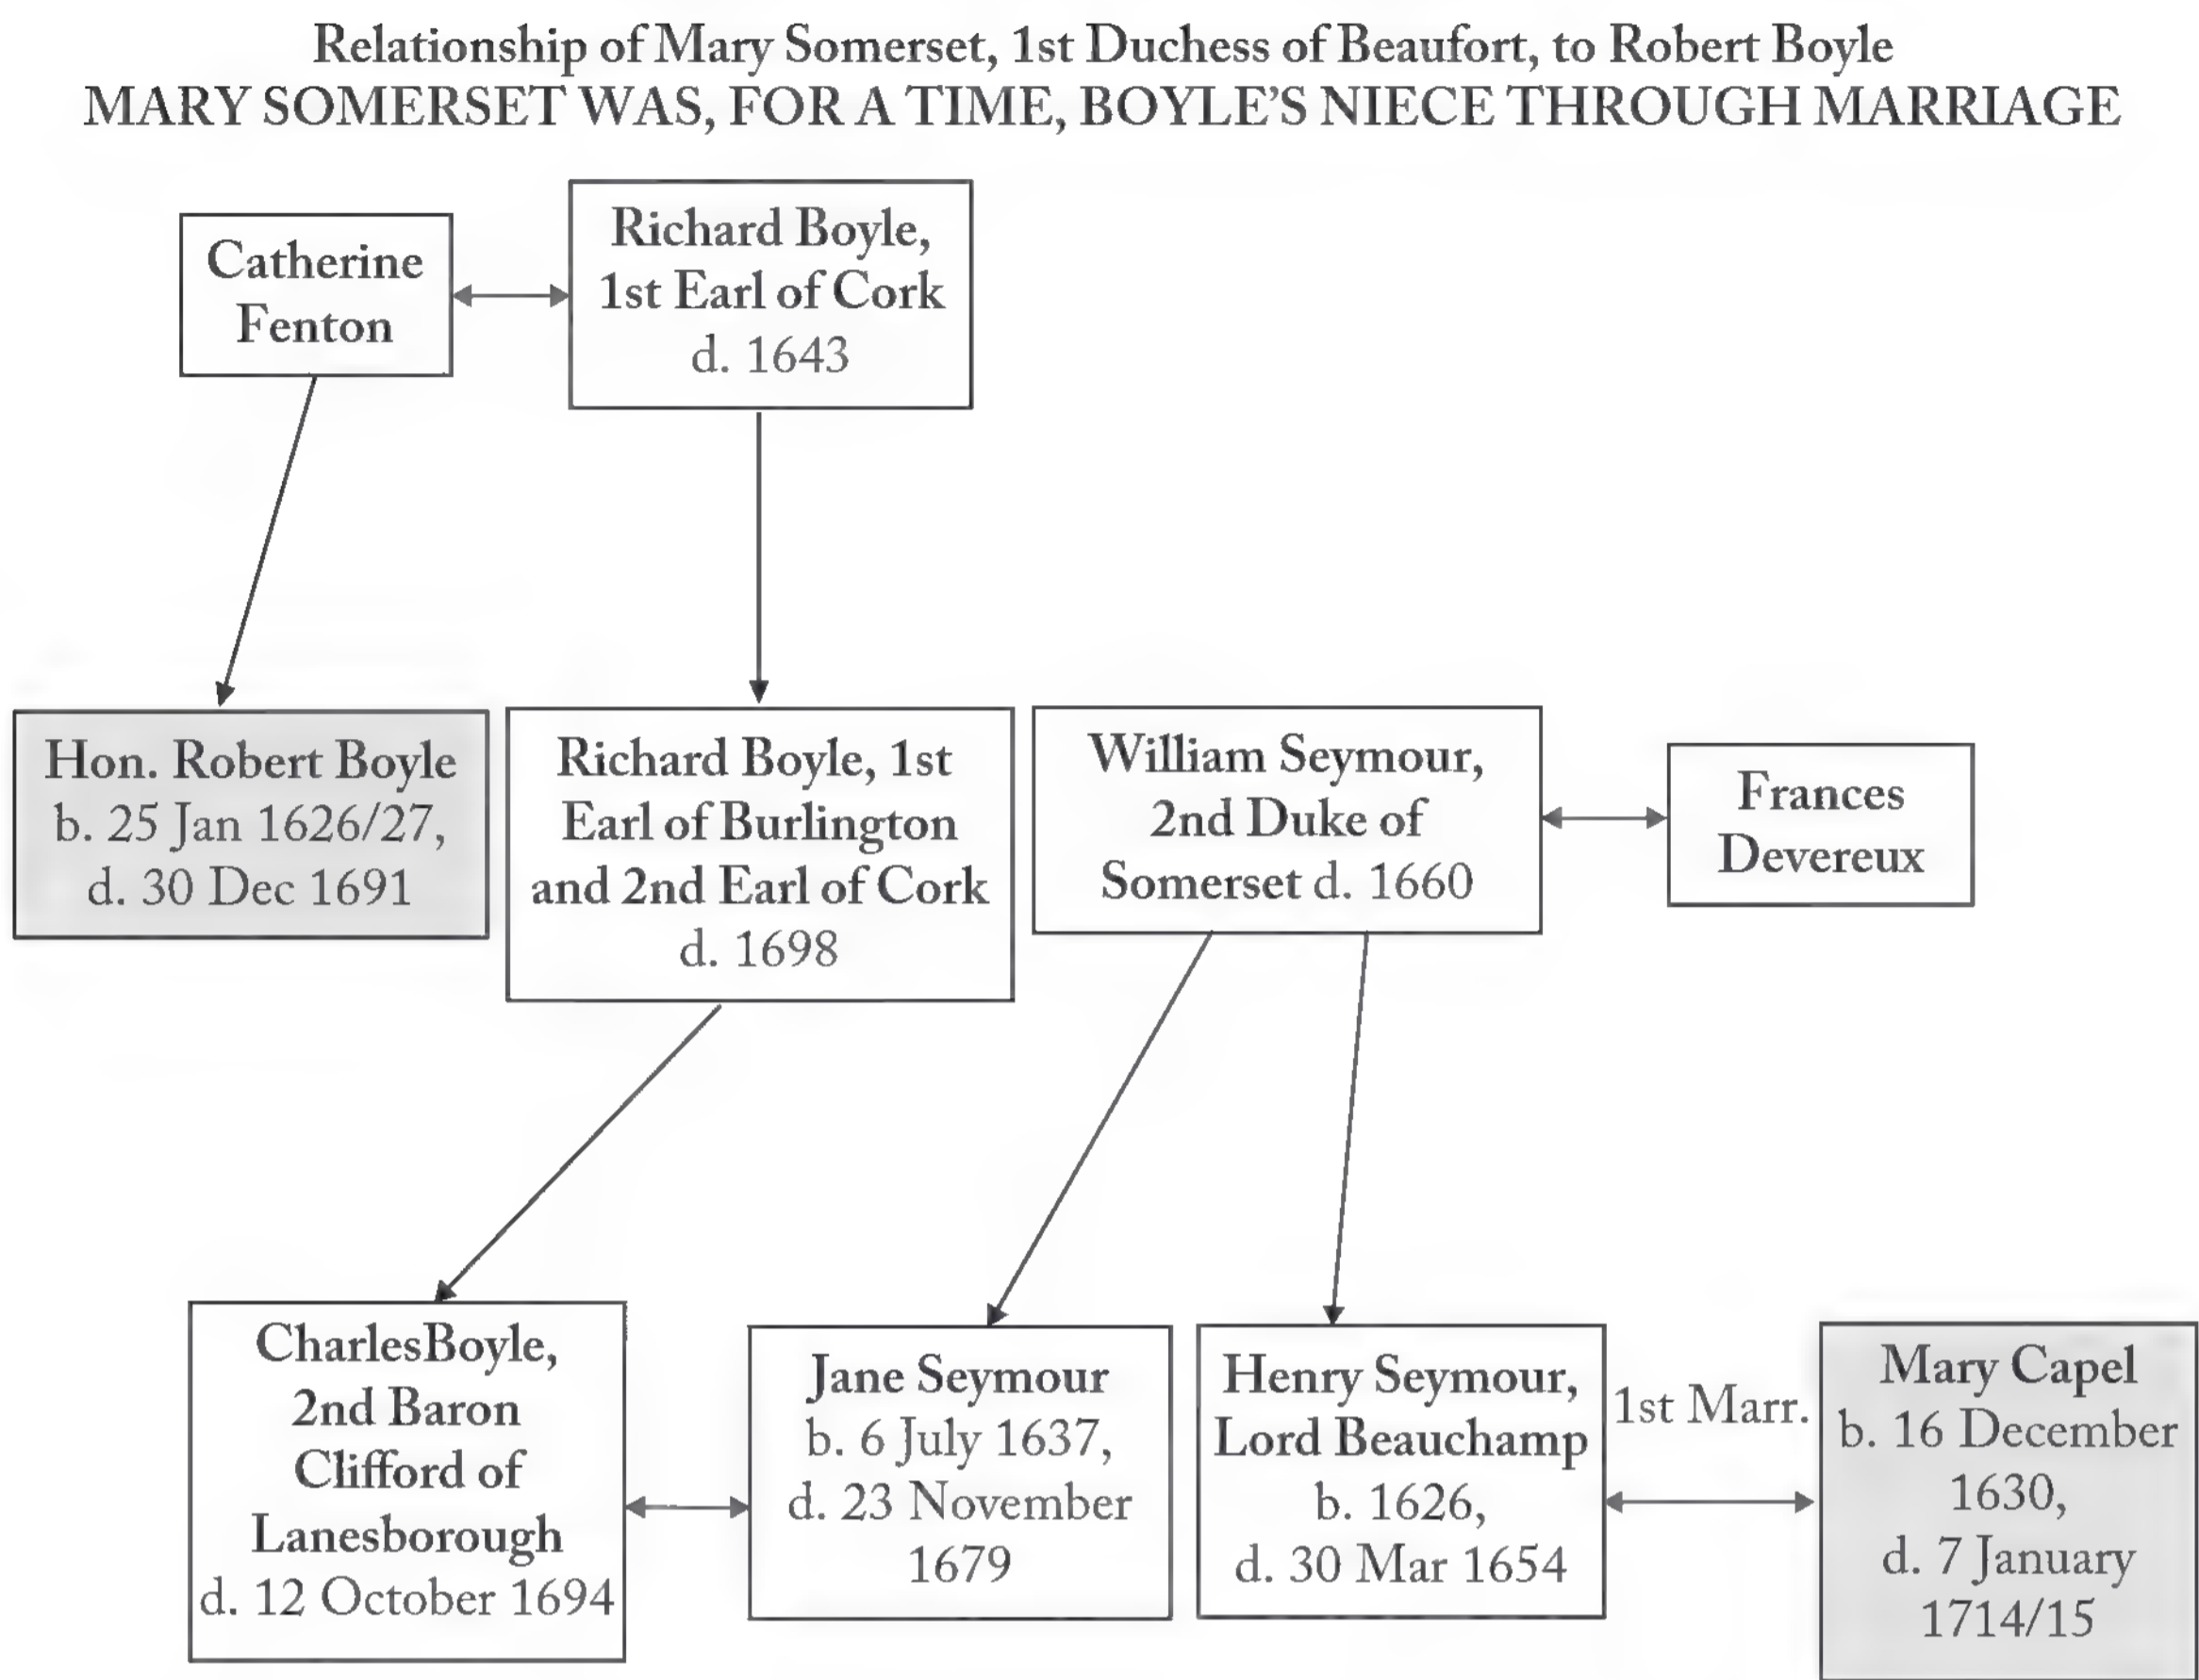 Relationship of Mary Somerset, 1st Duchess of Beaufort, to Robert Boyle
MARY SOMERSET WAS, FOR A TIME, BOYLE'S NIECE THROUGH MARRIAGE
Catherine
Fenton
Richard Boyle,
1st Earl of Cork
d. 1643
Hon. Robert Boyle
b. 25 Jan 1626/27,
d. 30 Dec 1691
Richard Boyle, 1st
Earl of Burlington
and 2nd Earl of Cork
d. 1698
William Seymour,
2nd Duke of
Somerset d. 1660
Frances
Devereux
CharlesBoyle,
2nd Baron
Clifford of
Lanesborough
d. 12 October 1694
Jane Seymour
b. 6 July 1637,
d. 23 November
1679
Henry Seymour,
Lord Beauchamp
b. 1626,
d. 30 Mar 1654
1st Marr.
Mary Capel
b. 16 December
1630,
d. 7 January
1714/15